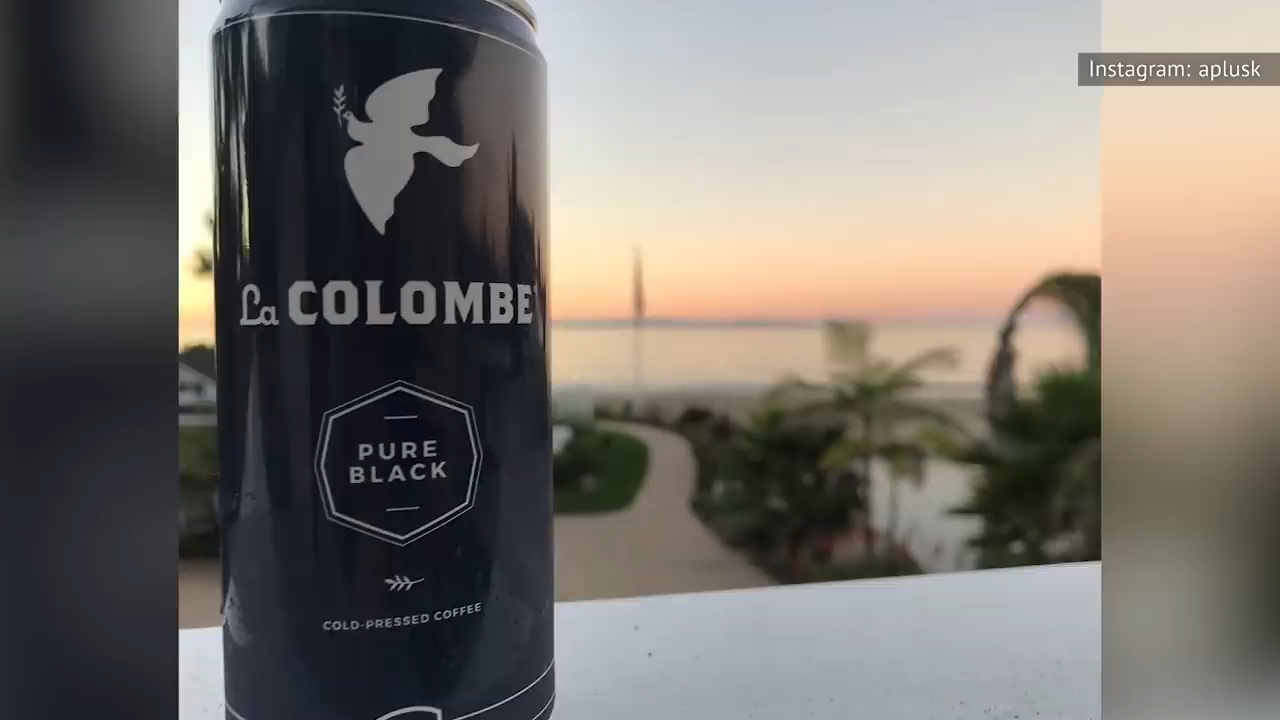 Instagram: aplusk
La COLOMBE
PURE
BLACK
COLD-PRESSED COFFEE